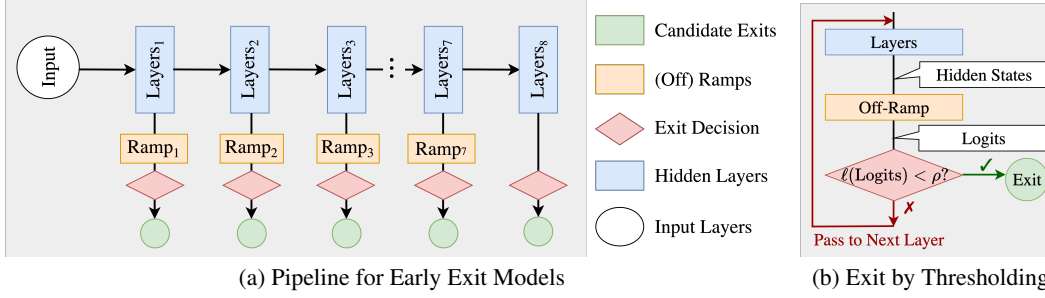 Input
Layers₁
Layers₂
Layers₃
Layers₇
Layers₈
Ramp₁
Ramp₂
Ramp₃
Ramp₇
Candidate Exits
(Off) Ramps
Exit Decision
Hidden Layers
Input Layers
(a) Pipeline for Early Exit Models
Layers
Hidden States
Off-Ramp
Logits
ℓ(Logits) < ρ?
✓
Exit
✗
Pass to Next Layer
(b) Exit by Thresholding